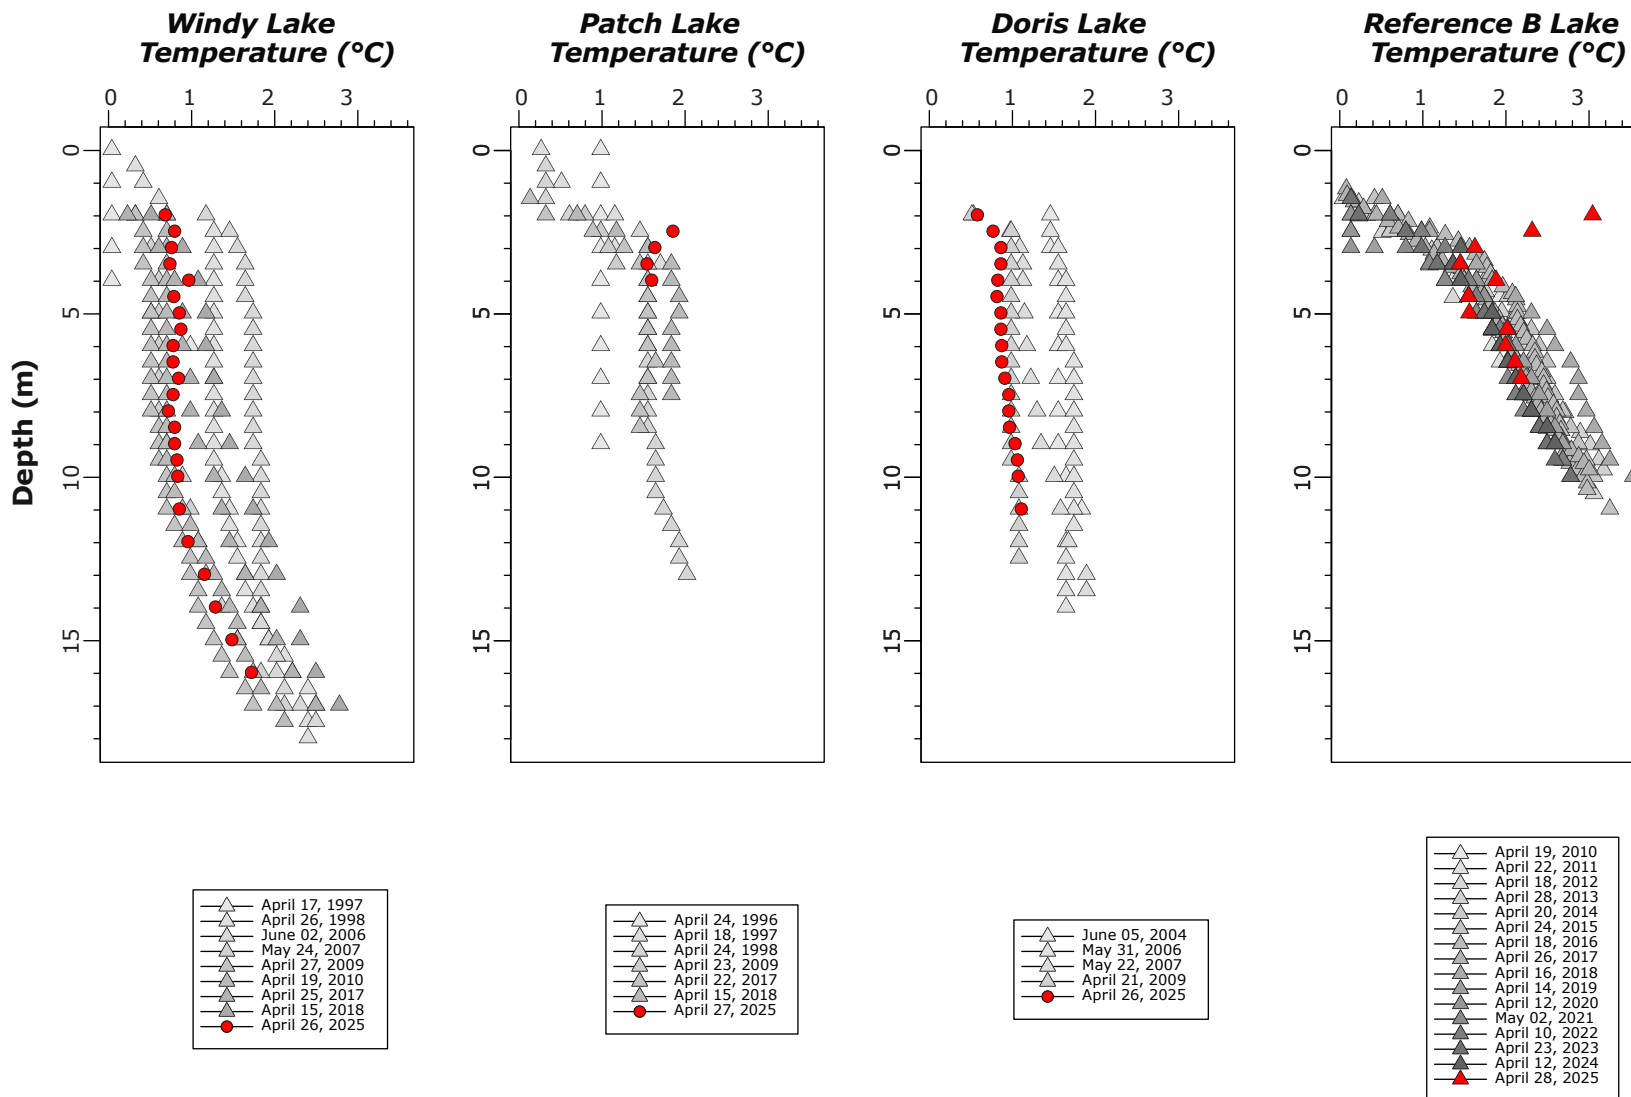 Windy Lake
Temperature (°C)
Patch Lake
Temperature (°C)
Doris Lake
Temperature (°C)
Reference B Lake
Temperature (°C)
0 1 2 3
0 1 2 3
0 1 2 3
0 1 2 3
Depth (m)
0
5
10
15
0
5
10
15
0
5
10
15
0
5
10
15
April 17, 1997
April 26, 1998
June 02, 2006
May 24, 2007
April 27, 2009
April 19, 2010
April 25, 2017
April 15, 2018
April 26, 2025
April 24, 1996
April 18, 1997
April 24, 1998
April 23, 2009
April 22, 2017
April 15, 2018
April 27, 2025
June 05, 2004
May 31, 2006
May 22, 2007
April 21, 2009
April 26, 2025
April 19, 2010
April 22, 2011
April 18, 2012
April 28, 2013
April 20, 2014
April 24, 2015
April 18, 2016
April 26, 2017
April 16, 2018
April 14, 2019
April 12, 2020
May 02, 2021
April 10, 2022
April 23, 2023
April 12, 2024
April 28, 2025